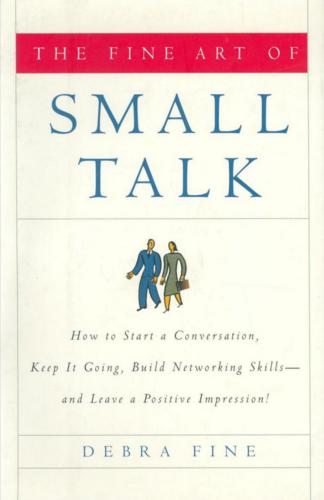 THE FINE ART OF
SMALL
TALK
How to Start a Conversation,
Keep It Going, Build Networking Skills—
and Leave a Positive Impression!
DEBRA FINE